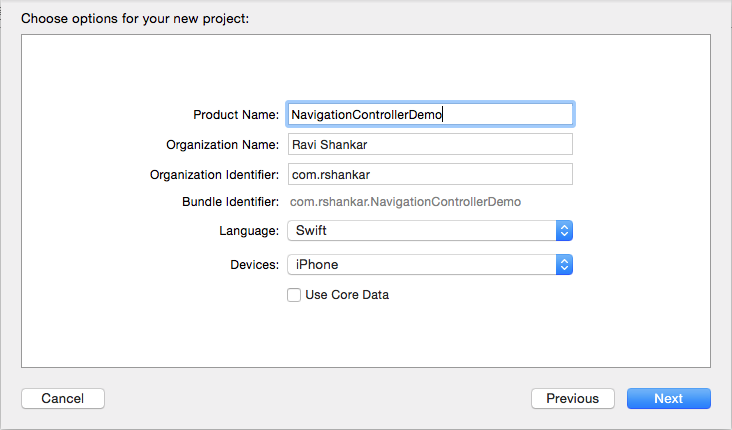 Choose options for your new project:
Product Name: NavigationControllerDemo
Organization Name: Ravi Shankar
Organization Identifier: com.rshankar
Bundle Identifier: com.rshankar.NavigationControllerDemo
Language: Swift
Devices: iPhone
Use Core Data
Cancel Previous Next